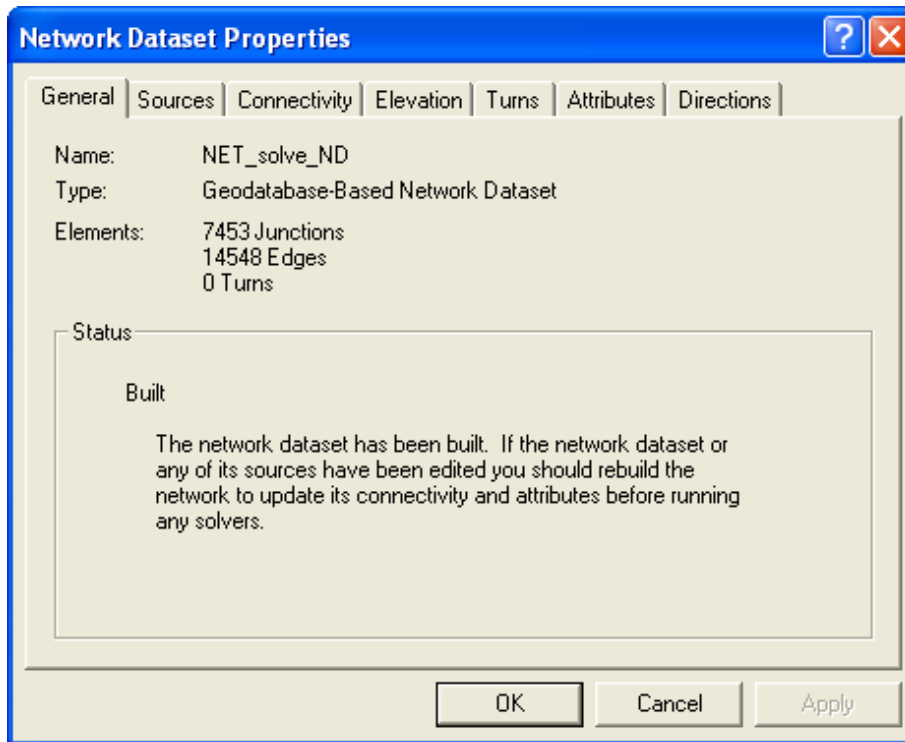 Network Dataset Properties
General Sources Connectivity Elevation Turns Attributes Directions
Name: NET_solve_ND
Type: Geodatabase-Based Network Dataset
Elements: 7453 Junctions
14548 Edges
0 Turns
Status
Built
The network dataset has been built. If the network dataset or
any of its sources have been edited you should rebuild the
network to update its connectivity and attributes before running
any solvers.
OK Cancel Apply